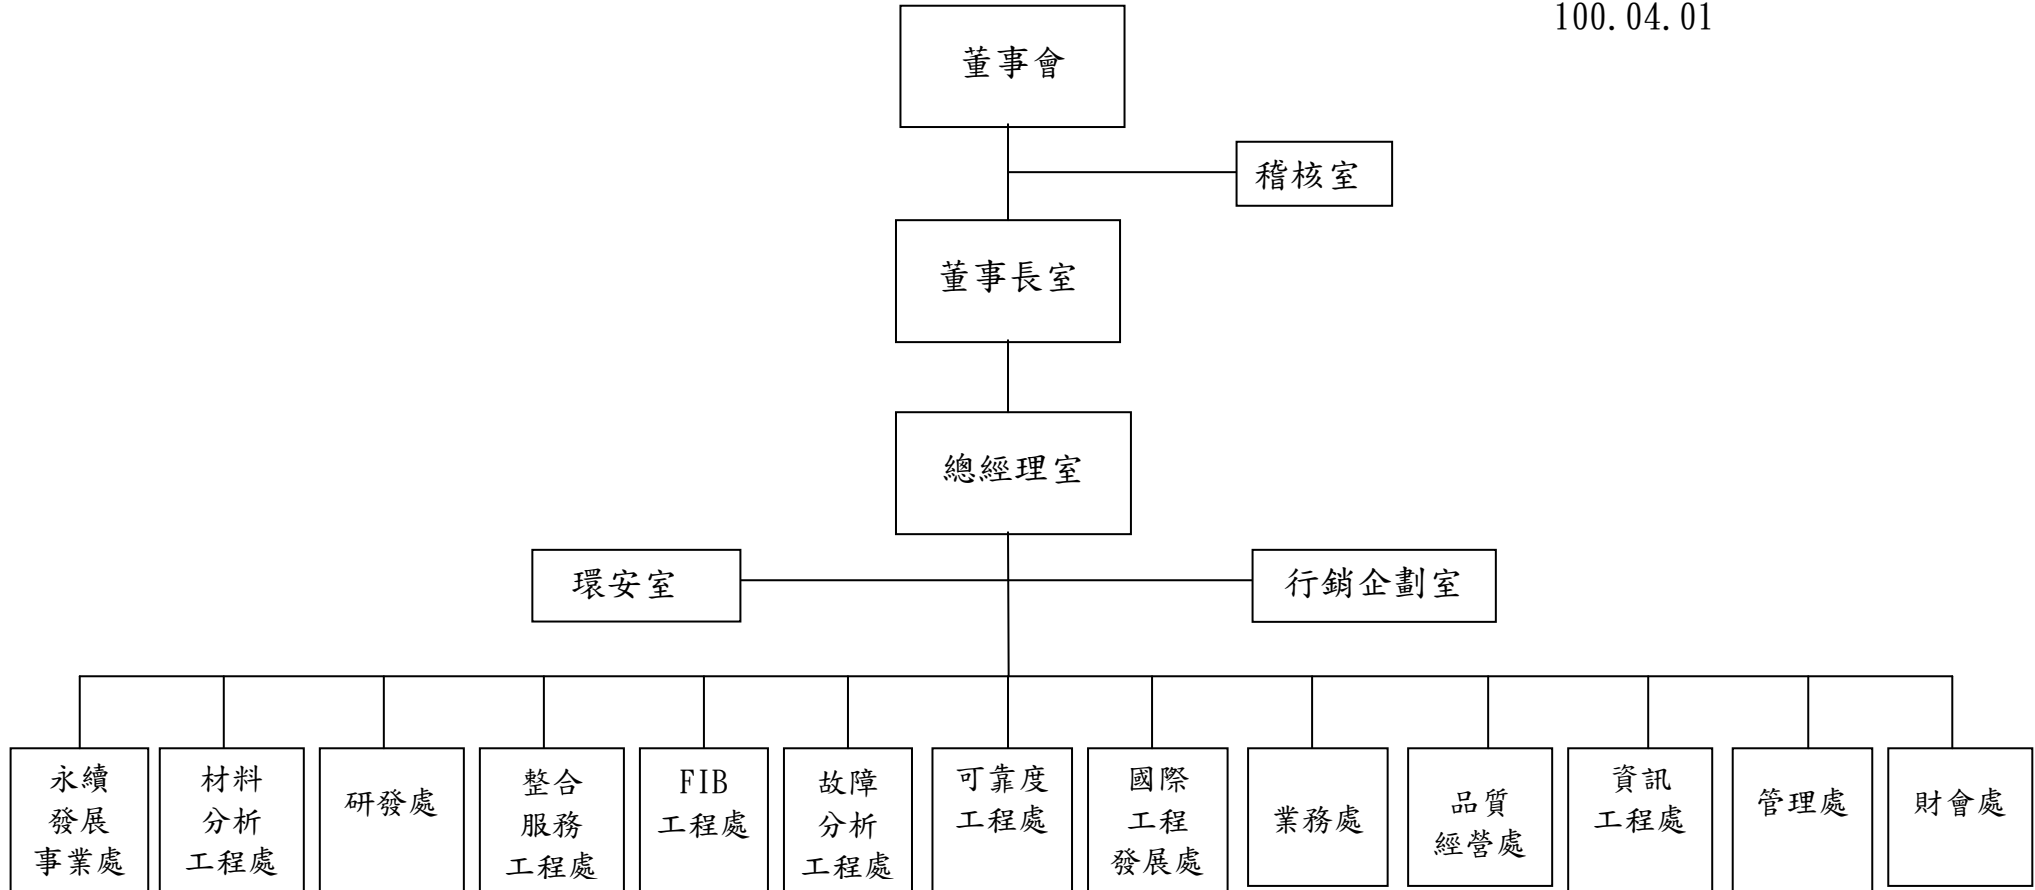 100.04.01
董事會
稽核室
董事長室
總經理室
環安室
行銷企劃室
永續
發展
事業處
材料
分析
工程處
研發處
整合
服務
工程處
FIB
工程處
故障
分析
工程處
可靠度
工程處
國際
工程
發展處
業務處
品質
經營處
資訊
工程處
管理處
財會處